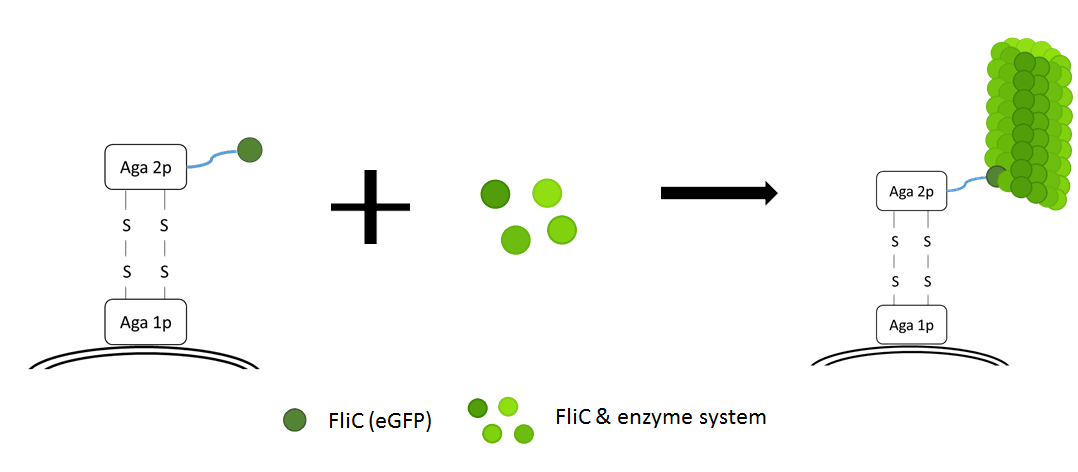 Aga 2p
S S
S S
Aga 1p
Aga 2p
S S
S S
Aga 1p
FliC (eGFP)
FliC & enzyme system